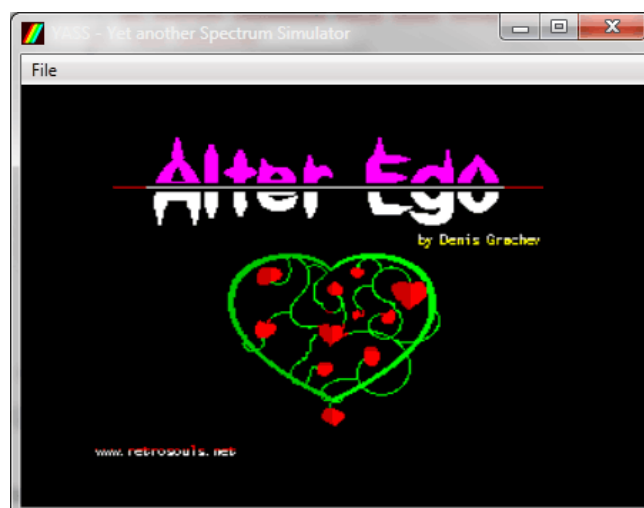 YASS - Yet another Spectrum Simulator
File
Alter Ego
by Denis Grachev
www.retrosouls.net